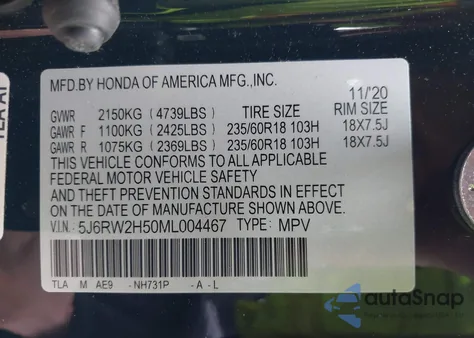 MFD.BY HONDA OF AMERICA MFG.,INC.
11/'20
GVWR 2150KG (4739LBS) TIRE SIZE RIM SIZE
GAWR F 1100KG (2425LBS) 235/60R18 103H 18X7.5J
GAWR R 1075KG (2369LBS) 235/60R18 103H 18X7.5J
THIS VEHICLE CONFORMS TO ALL APPLICABLE
FEDERAL MOTOR VEHICLE SAFETY
AND THEFT PREVENTION STANDARDS IN EFFECT
ON THE DATE OF MANUFACTURE SHOWN ABOVE.
V.I.N. 5J6RW2H50ML004467 TYPE: MPV
TLA M AE9 -NH731P -A-L
TLA A1
autoSnap